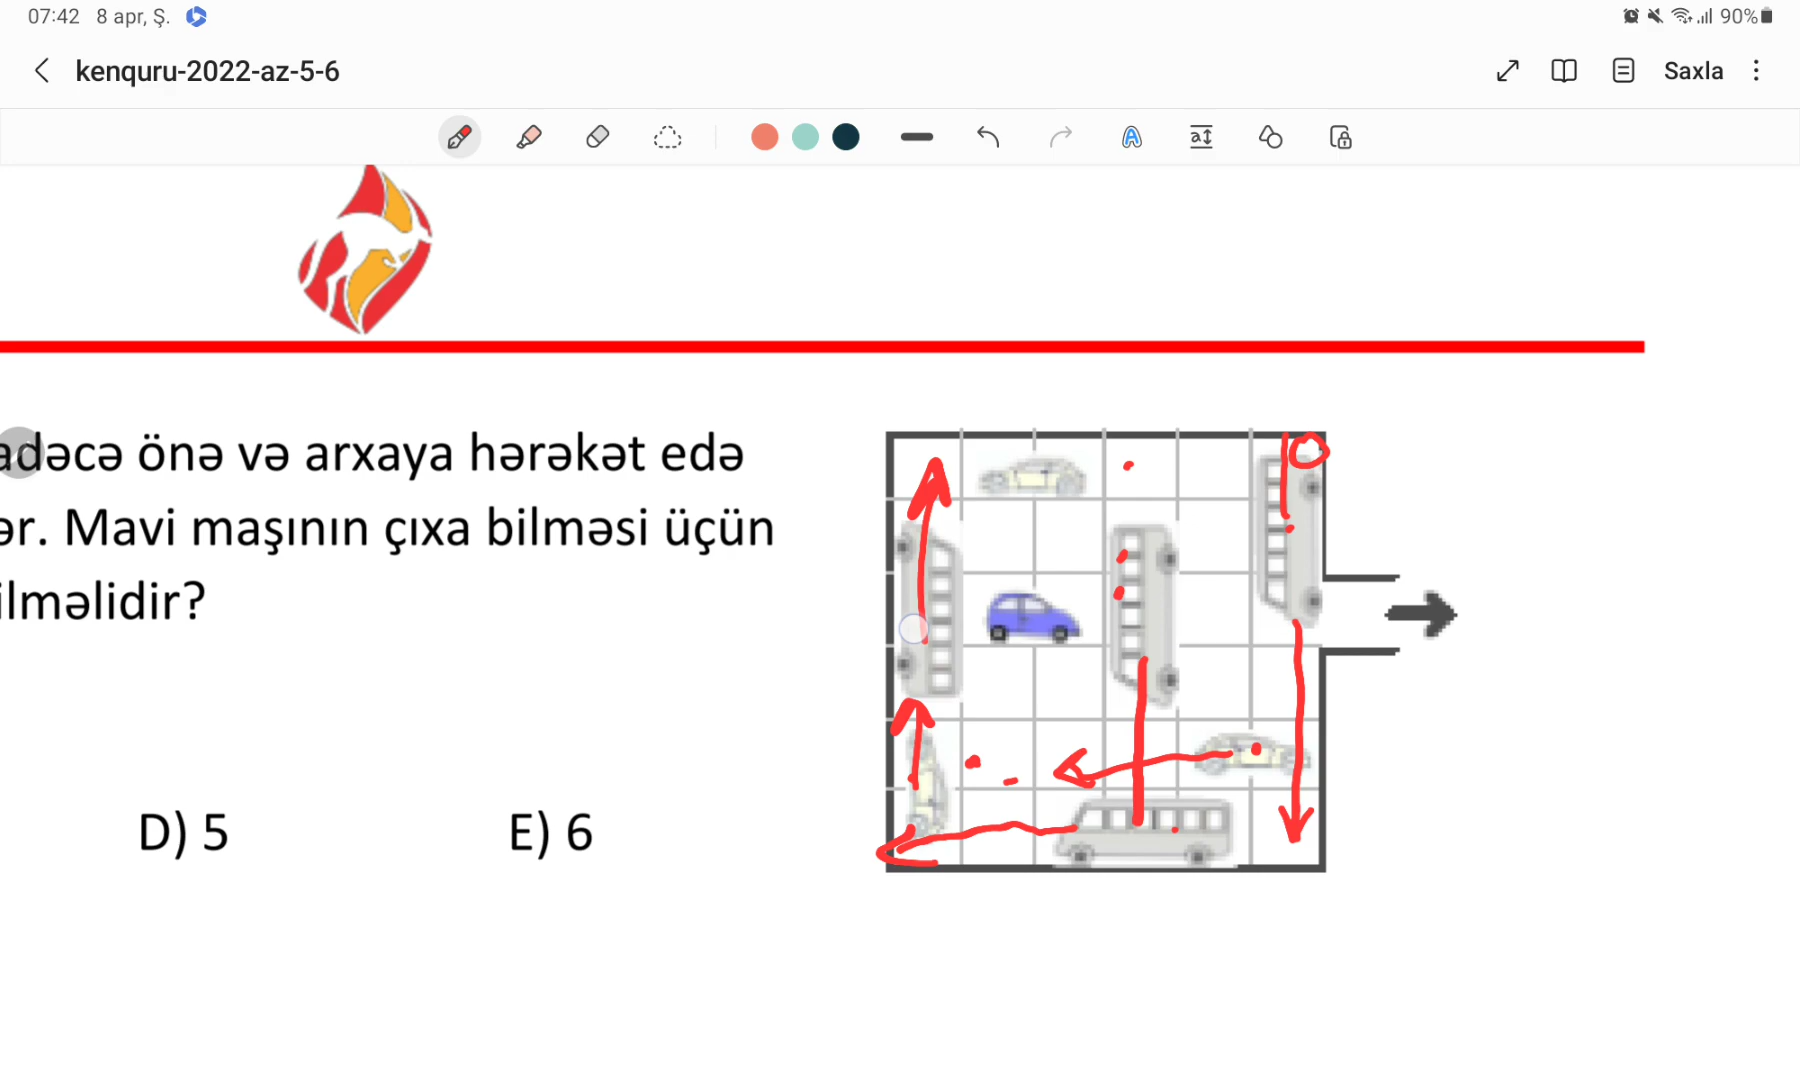 07:42 8 apr, Ş.
90%
kenquru-2022-az-5-6
Saxla
adəcə önə və arxaya hərəkət edə
ər. Mavi maşının çıxa bilməsi üçün
ilməlidir?
D) 5 E) 6